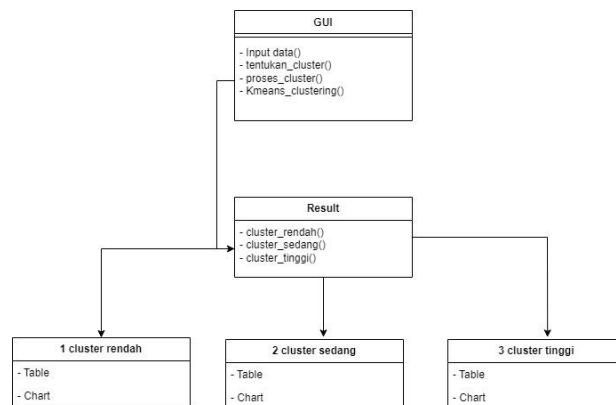 GUI
- Input data()
- tentukan_cluster()
- proses_cluster()
- Kmeans_clustering()
Result
- cluster_rendah()
- cluster_sedang()
- cluster_tinggi()
1 cluster rendah
- Table
- Chart
2 cluster sedang
- Table
- Chart
3 cluster tinggi
- Table
- Chart